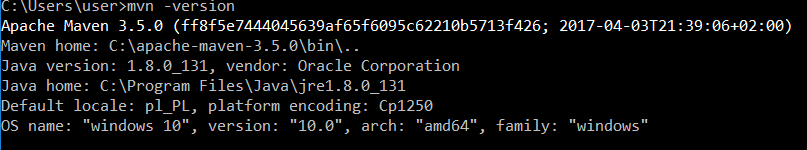 C:\Users\user>mvn -version
Apache Maven 3.5.0 (ff8f5e7444045639af65f6095c62210b5713f426; 2017-04-03T21:39:06+02:00)
Maven home: C:\apache-maven-3.5.0\bin\..
Java version: 1.8.0_131, vendor: Oracle Corporation
Java home: C:\Program Files\Java\jre1.8.0_131
Default locale: pl_PL, platform encoding: Cp1250
OS name: "windows 10", version: "10.0", arch: "amd64", family: "windows"